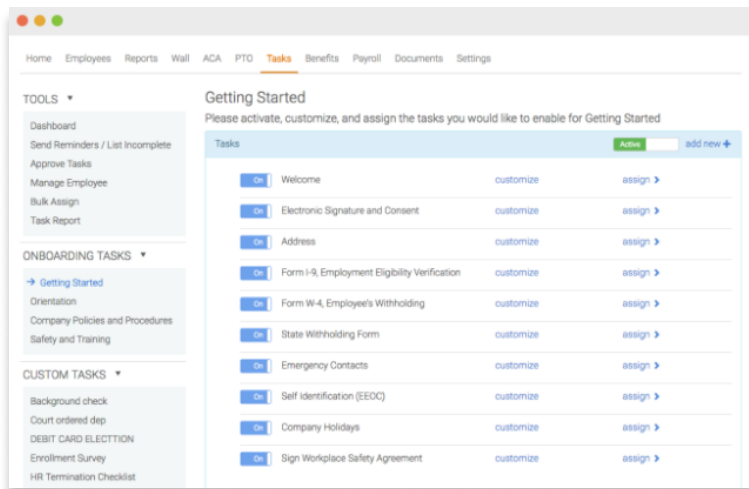 Home Employees Reports Wall ACA PTO Tasks Benefits Payroll Documents Settings
TOOLS
Dashboard
Send Reminders / List Incomplete
Approve Tasks
Manage Employee
Bulk Assign
Task Report
ONBOARDING TASKS
Getting Started
Orientation
Company Policies and Procedures
Safety and Training
CUSTOM TASKS
Background check
Court ordered dep
DEBIT CARD ELECTTION
Enrollment Survey
HR Termination Checklist
Getting Started
Please activate, customize, and assign the tasks you would like to enable for Getting Started
Tasks Active add new
On Welcome customize assign
On Electronic Signature and Consent customize assign
On Address customize assign
On Form I-9, Employment Eligibility Verification customize assign
On Form W-4, Employee's Withholding customize assign
On State Withholding Form customize assign
On Emergency Contacts customize assign
On Self Identification (EEOC) customize assign
On Company Holidays customize assign
On Sign Workplace Safety Agreement customize assign